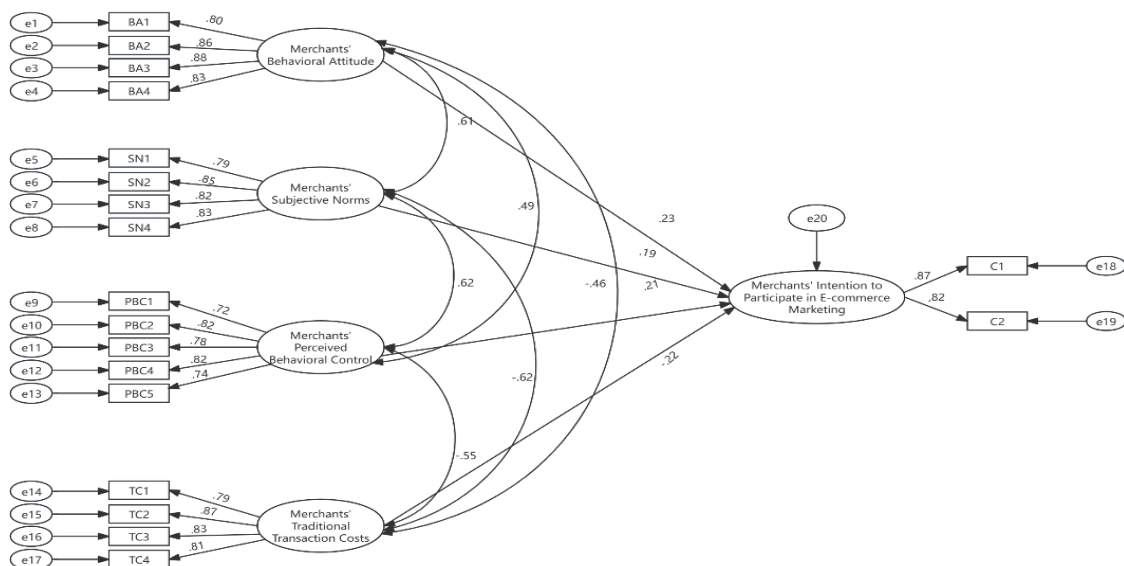 e1
BA1
.80
e2
BA2
.86
e3
BA3
.88
e4
BA4
.83
Merchants'
Behavioral Attitude
.61
e5
SN1
.79
e6
SN2
.85
e7
SN3
.82
e8
SN4
.83
Merchants'
Subjective Norms
.49
.23
.19
-.46
.21
.62
e20
Merchants' Intention to
Participate in E-commerce
Marketing
.87
C1
e18
.82
C2
e19
e9
PBC1
.72
e10
PBC2
.82
e11
PBC3
.78
e12
PBC4
.82
e13
PBC5
.74
Merchants'
Perceived
Behavioral Control
-.22
-.62
-.55
e14
TC1
.79
e15
TC2
.87
e16
TC3
.83
e17
TC4
.81
Merchants'
Traditional
Transaction Costs